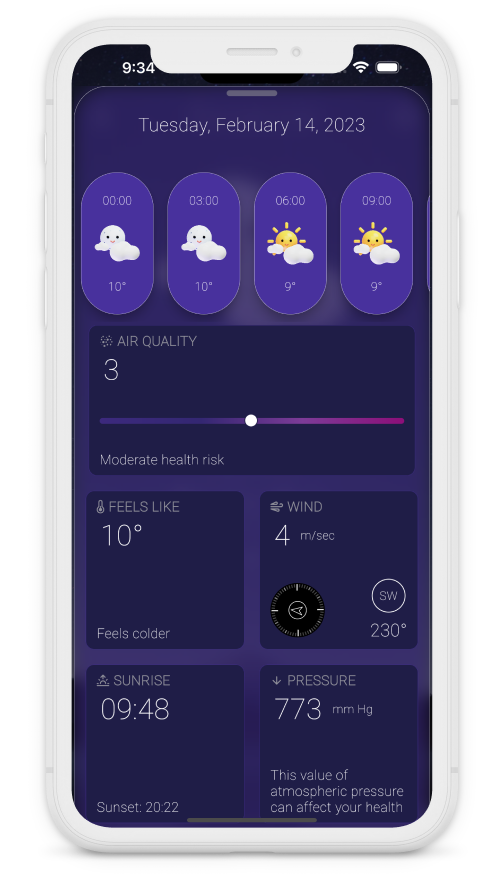 9:34
Tuesday, February 14, 2023
00:00 03:00 06:00 09:00
10° 10° 9° 9°
AIR QUALITY
3
Moderate health risk
FEELS LIKE
10°
Feels colder
WIND
4 m/sec
SW
230°
SUNRISE
09:48
Sunset: 20:22
PRESSURE
773 mm Hg
This value of
atmospheric pressure
can affect your health